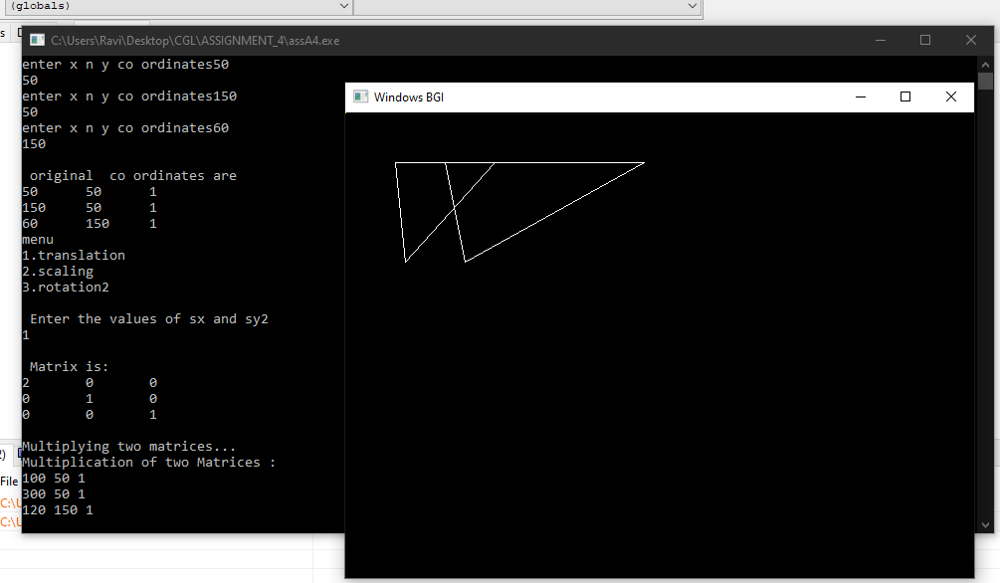 (globals)
C:\Users\Ravi\Desktop\CGL\ASSIGNMENT_4\assA4.exe
enter x n y co ordinates50
50
enter x n y co ordinates150
50
enter x n y co ordinates60
150
original  co ordinates are
50 50 1
150 50 1
60 150 1
menu
1.translation
2.scaling
3.rotation2
Enter the values of sx and sy2
1
Matrix is:
2 0 0
0 1 0
0 0 1
Multiplying two matrices...
Multiplication of two Matrices :
100 50 1
300 50 1
120 150 1
Windows BGI
File
C:\U
C:\U